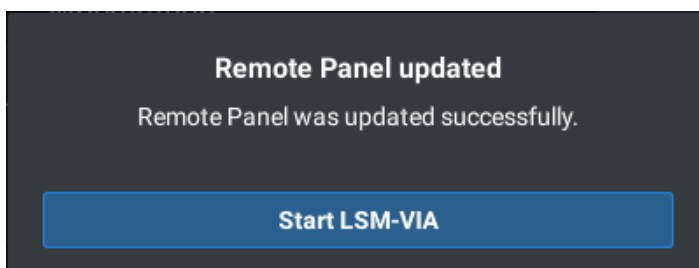 Remote Panel updated
Remote Panel was updated successfully.
Start LSM-VIA